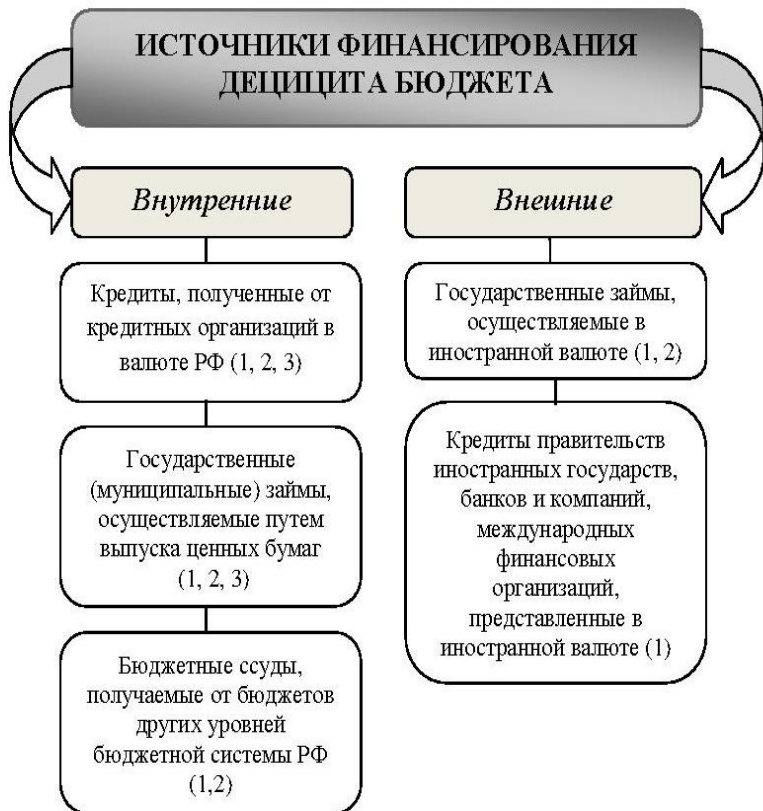 ИСТОЧНИКИ ФИНАНСИРОВАНИЯ
ДЕЦИЦИТА БЮДЖЕТА
Внутренние
Кредиты, полученные от
кредитных организаций в
валюте РФ (1, 2, 3)
Государственные
(муниципальные) займы,
осуществляемые путем
выпуска ценных бумаг
(1, 2, 3)
Бюджетные ссуды,
получаемые от бюджетов
других уровней
бюджетной системы РФ
(1,2)
Внешние
Государственные займы,
осуществляемые в
иностранной валюте (1, 2)
Кредиты правительств
иностранных государств,
банков и компаний,
международных
финансовых
организаций,
представленные в
иностранной валюте (1)